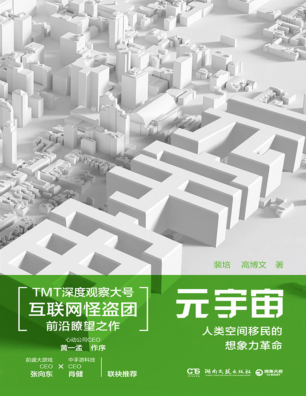 裴培 高博文 著
TMT深度观察大号
互联网怪盗团
前沿瞭望之作
心动公司CEO
黄一孟 作序
前盛大游戏
CEO
张向东
×
中手游科技
CEO
肖健
联袂推荐
元宇宙
人类空间移民的
想象力革命
湖南文艺出版社
博集天卷